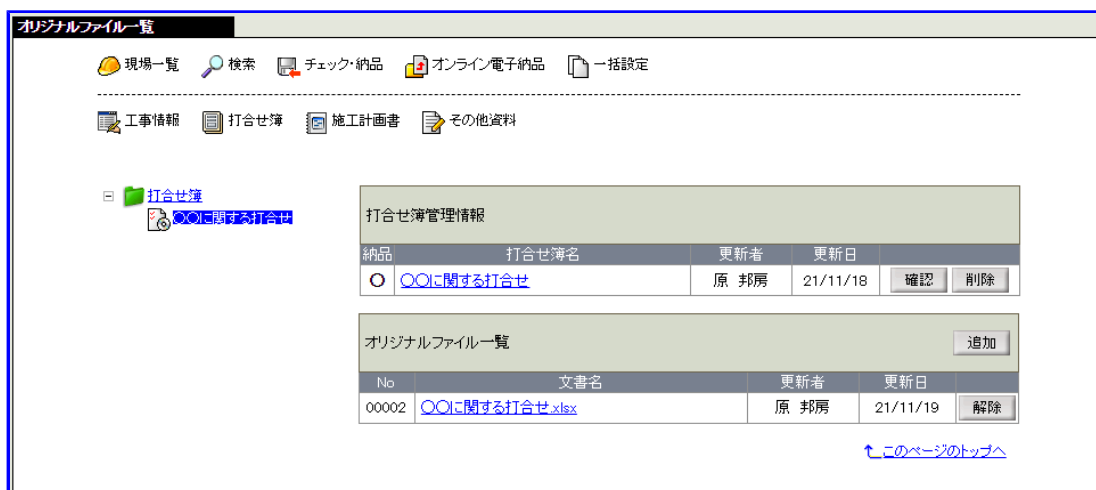 オリジナルファイル一覧
現場一覧 検索 チェック・納品 オンライン電子納品 一括設定
工事情報 打合せ簿 施工計画書 その他資料
打合せ簿
〇〇に関する打合せ
打合せ簿管理情報
納品 打合せ簿名 更新者 更新日
〇 〇〇に関する打合せ 原 邦房 21/11/18 確認 削除
オリジナルファイル一覧 追加
No 文書名 更新者 更新日
00002 〇〇に関する打合せ.xlsx 原 邦房 21/11/19 解除
このページのトップへ